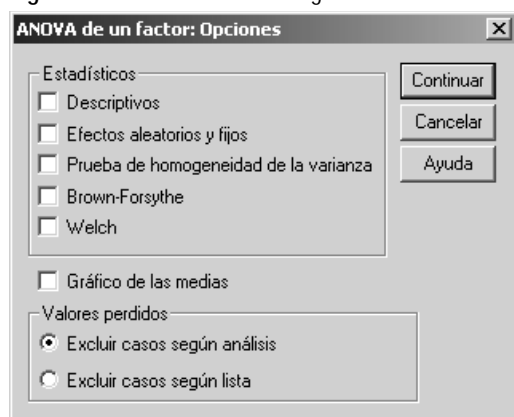 ANOVA de un factor: Opciones
Estadísticos
Descriptivos
Efectos aleatorios y fijos
Prueba de homogeneidad de la varianza
Brown-Forsythe
Welch
Gráfico de las medias
Valores perdidos
Excluir casos según análisis
Excluir casos según lista
Continuar
Cancelar
Ayuda